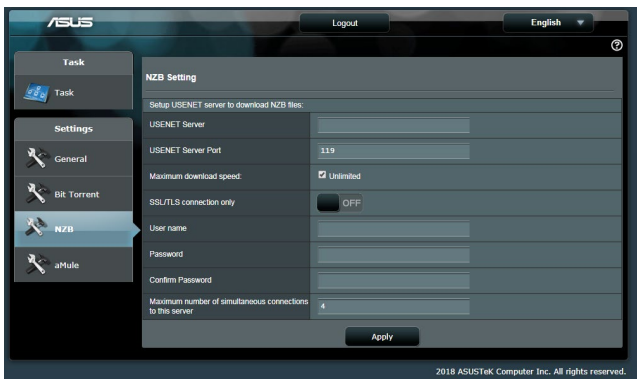 ASUS
Logout
English
Task
Task
Settings
General
Bit Torrent
NZB
aMule
NZB Setting
Setup USENET server to download NZB files:
USENET Server
USENET Server Port
119
Maximum download speed:
Unlimited
SSL/TLS connection only
OFF
User name
Password
Confirm Password
Maximum number of simultaneous connections
to this server
4
Apply
2018 ASUSTeK Computer Inc. All rights reserved.